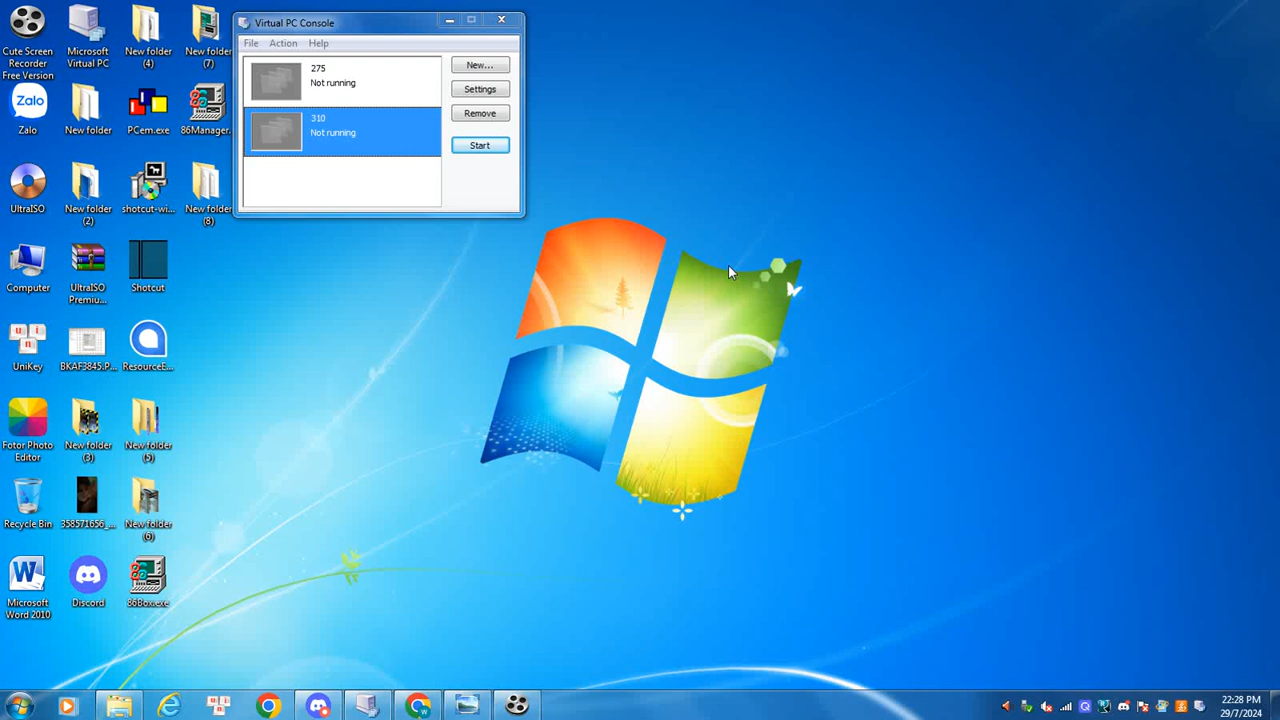 Virtual PC Console
File Action Help
275
Not running
310
Not running
New...
Settings
Remove
Start
Cute Screen
Recorder
Free Version
Microsoft
Virtual PC
New folder
(4)
New folder
(7)
Zalo
Zalo
New folder
PCem.exe
86Manager.
UltraISO
New folder
(2)
shotcut-wi...
New folder
(8)
Computer
UltraISO
Premiu...
Shotcut
UniKey
BKAF3845.P...
ResourceE...
Fotor Photo
Editor
New folder
(3)
New folder
(5)
Recycle Bin
358571656_...
New folder
(6)
Microsoft
Word 2010
Discord
86Box.exe
22:28 PM
29/7/2024